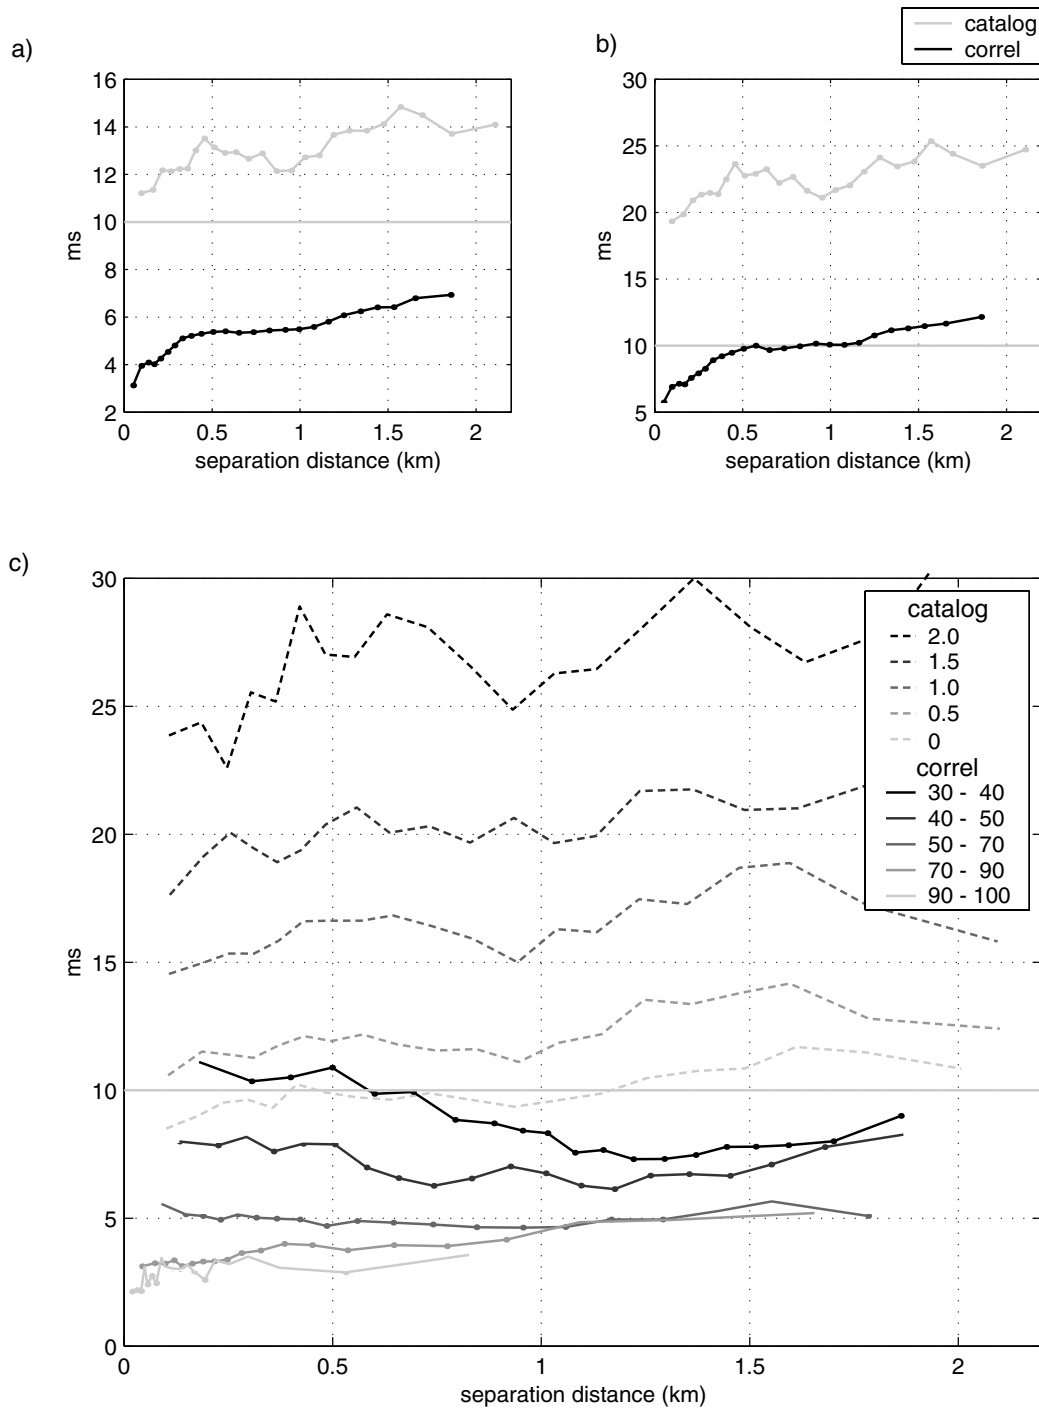 a)
16
14
12
10
8
6
4
2
ms
0 0.5 1 1.5 2
separation distance (km)
b)
catalog
correl
30
25
20
15
10
5
ms
0 0.5 1 1.5 2
separation distance (km)
c)
30
25
20
15
10
5
0
ms
catalog
2.0
1.5
1.0
0.5
0
correl
30 - 40
40 - 50
50 - 70
70 - 90
90 - 100
0 0.5 1 1.5 2
separation distance (km)